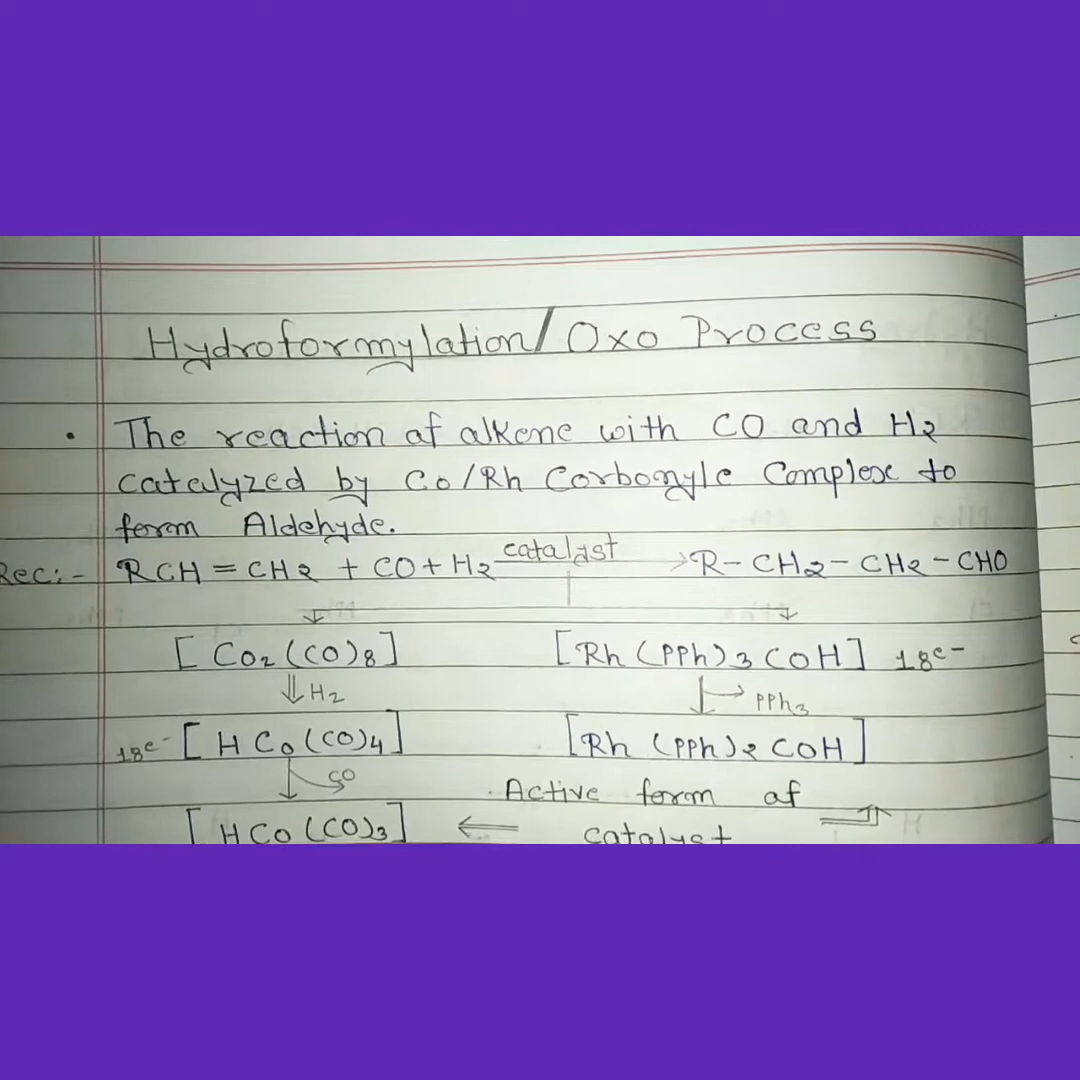 Hydroformylation/Oxo Process
• The reaction of alkene with CO and H2
catalyzed by Co/Rh Carbonyle Complex to
form Aldehyde.
Rec:- RCH=CH2 + CO+H2 catalyst → R-CH2-CH2-CHO
[Co2(CO)8] [Rh(PPh)3COH] 18e-
⇓H2 → PPh3
18e- [HCo(CO)4] [Rh(PPh)2COH]
Active form of
[HCo(CO)3] ⇐ catalyst